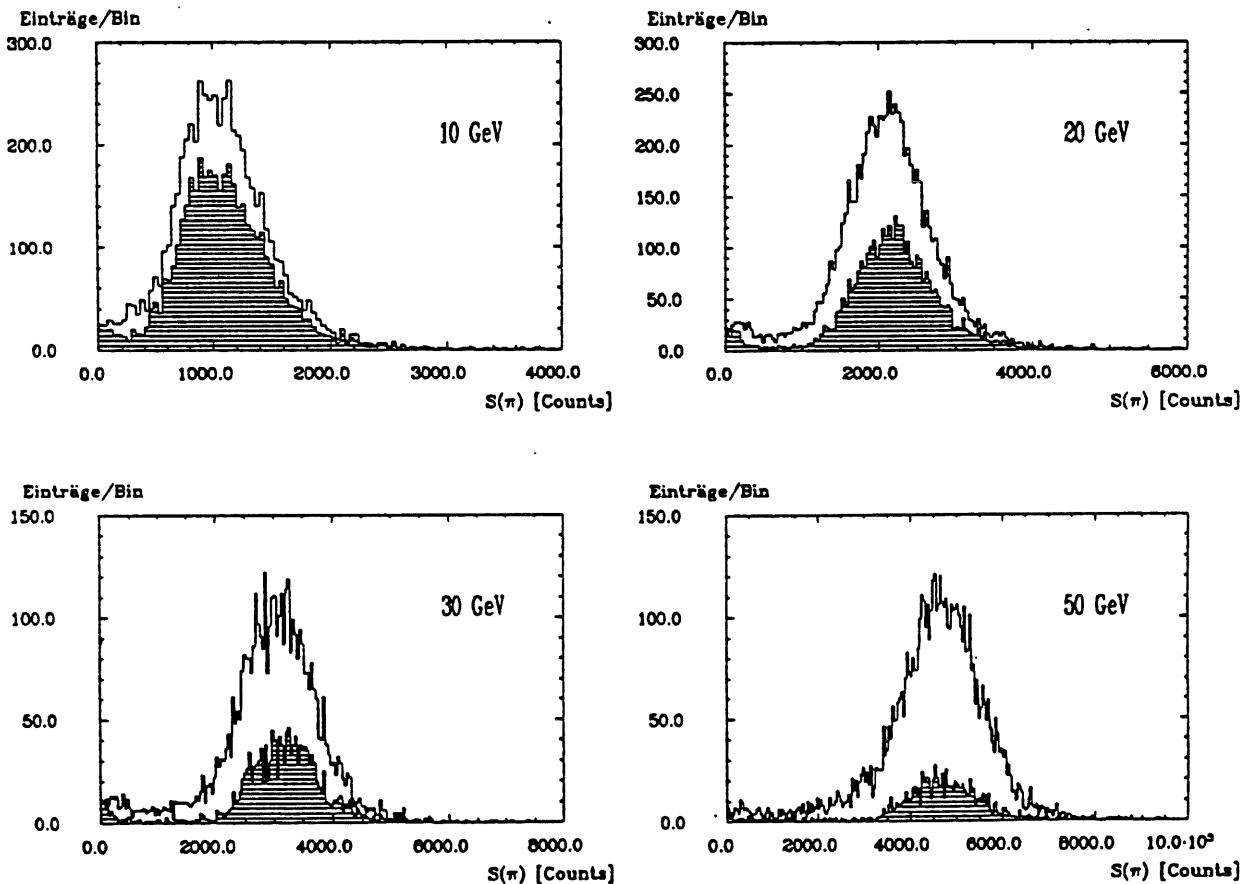 Einträge/Bin
300.0
200.0
100.0
0.0
10 GeV
0.0 1000.0 2000.0 3000.0 4000.0
S(π) [Counts]
Einträge/Bin
300.0
250.0
200.0
150.0
100.0
50.0
0.0
20 GeV
0.0 2000.0 4000.0 6000.0
S(π) [Counts]
Einträge/Bin
150.0
100.0
50.0
0.0
30 GeV
0.0 2000.0 4000.0 6000.0 8000.0
S(π) [Counts]
Einträge/Bin
150.0
100.0
50.0
0.0
50 GeV
0.0 2000.0 4000.0 6000.0 8000.0 10.0·10³
S(π) [Counts]